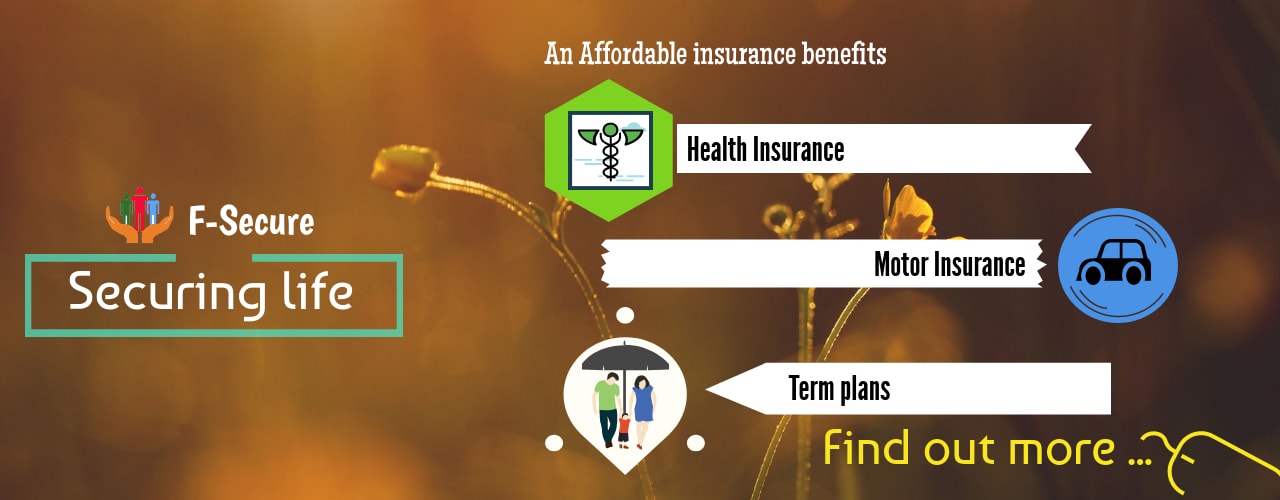 An Affordable insurance benefits
Health Insurance
F-Secure
Securing life
Motor Insurance
Term plans
Find out more ...